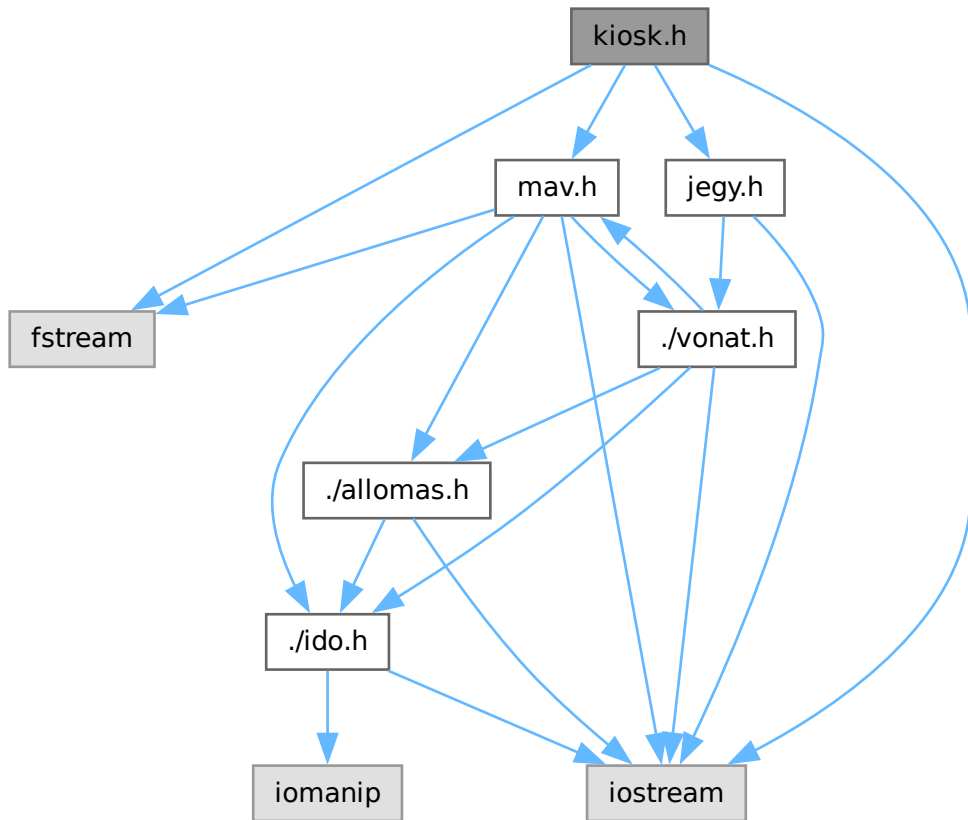 kiosk.h
mav.h
jegy.h
fstream
./vonat.h
./allomas.h
./ido.h
iomanip
iostream